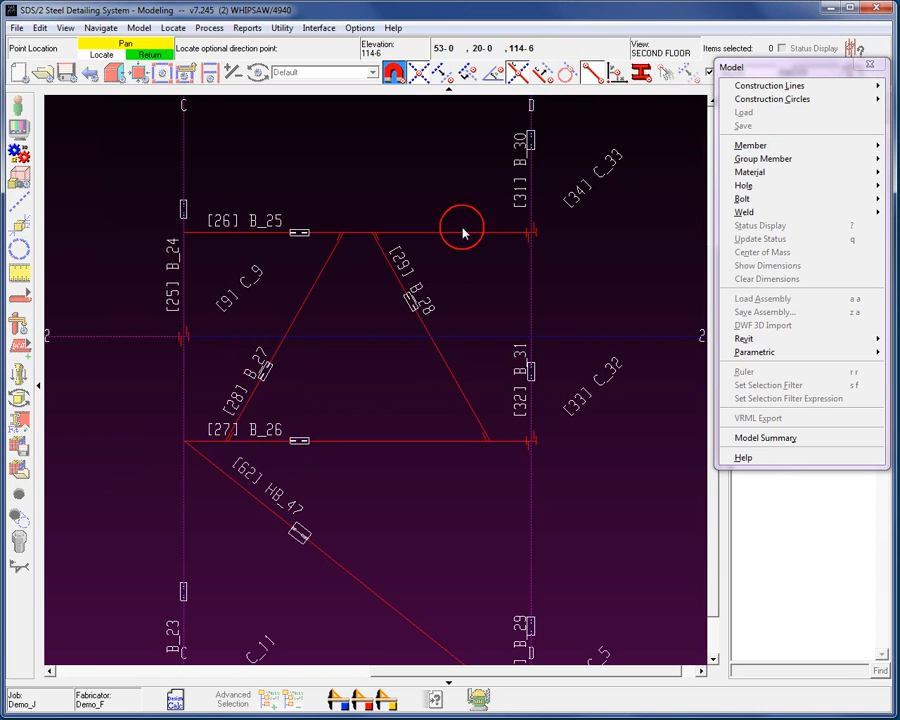 SDS/2 Steel Detailing System - Modeling -- v7.245 (2) WHIPSAW/4940
File Edit View Navigate Model Locate Process Reports Utility Interface Options Help
Point Location
Pan
Locate
Return
Locate optional direction point:
Elevation:
114-6
53-0 , 20-0 ,114-6
View:
SECOND FLOOR
Items selected: 0
Status Display
Default
Model
Construction Lines
Construction Circles
Load
Save
Member
Group Member
Material
Hole
Bolt
Weld
Status Display ?
Update Status q
Center of Mass
Show Dimensions
Clear Dimensions
Load Assembly a a
Save Assembly... z a
DWF 3D Import
Revit
Parametric
Ruler r r
Set Selection Filter s f
Set Selection Filter Expression
VRML Export
Model Summary
Help
C
D
[31] B_30
[34] C_33
[26] B_25
[25] B_24
[9] C_9
[29] B_28
2
2
[28] B_27
[32] B_31
[33] C_32
[27] B_26
[62] HB_47
B_23
C
C_11
B_29
D
C_5
Find
Job:
Demo_J
Fabricator:
Demo_F
Design
Calc
Advanced
Selection